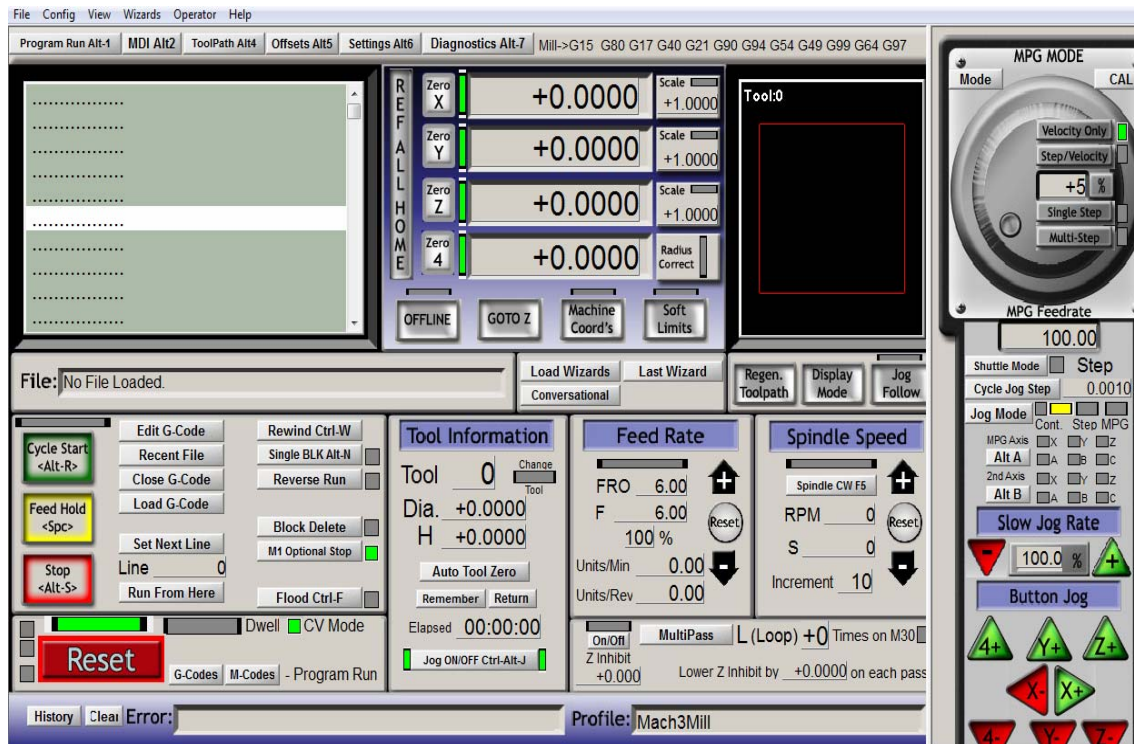 File Config View Wizards Operator Help
Program Run Alt-1 MDI Alt2 ToolPath Alt4 Offsets Alt5 Settings Alt6 Diagnostics Alt-7 Mill->G15 G80 G17 G40 G21 G90 G94 G54 G49 G99 G64 G97
..................
..................
..................
..................
..................
..................
..................
..................
..................
..................
REF ALL HOME
Zero X +0.0000 Scale +1.0000
Zero Y +0.0000 Scale +1.0000
Zero Z +0.0000 Scale +1.0000
Zero 4 +0.0000 Radius Correct
OFFLINE GOTO Z Machine Coord's Soft Limits
Tool:0
File: No File Loaded.
Load Wizards Last Wizard
Conversational
Regen. Toolpath Display Mode Jog Follow
Cycle Start <Alt-R>
Feed Hold <Spc>
Stop <Alt-S>
Edit G-Code Rewind Ctrl-W
Recent File Single BLK Alt-N
Close G-Code Reverse Run
Load G-Code
Block Delete
Set Next Line M1 Optional Stop
Line 0
Run From Here Flood Ctrl-F
Dwell CV Mode
Reset
G-Codes M-Codes - Program Run
Tool Information
Tool 0 Change Tool
Dia. +0.0000
H +0.0000
Auto Tool Zero
Remember Return
Elapsed 00:00:00
Jog ON/OFF Ctrl-Alt-J
Feed Rate
FRO 6.00
F 6.00 Reset
100 %
Units/Min 0.00
Units/Rev 0.00
Spindle Speed
Spindle CW F5
RPM 0 Reset
S 0
Increment 10
On/Off MultiPass L (Loop) +0 Times on M30
Z Inhibit
+0.000 Lower Z Inhibit by +0.0000 on each pass
History Clear Error:
Profile: Mach3Mill
MPG MODE
Mode CAL
Velocity Only
Step/Velocity
+5 %
Single Step
Multi-Step
MPG Feedrate
100.00
Shuttle Mode Step
Cycle Jog Step 0.0010
Jog Mode Cont. Step MPG
MPG Axis X Y Z
Alt A A B C
2nd Axis X Y Z
Alt B A B C
Slow Jog Rate
- 100.0 % +
Button Jog
4+ Y+ Z+
X- X+
4- Y- Z-